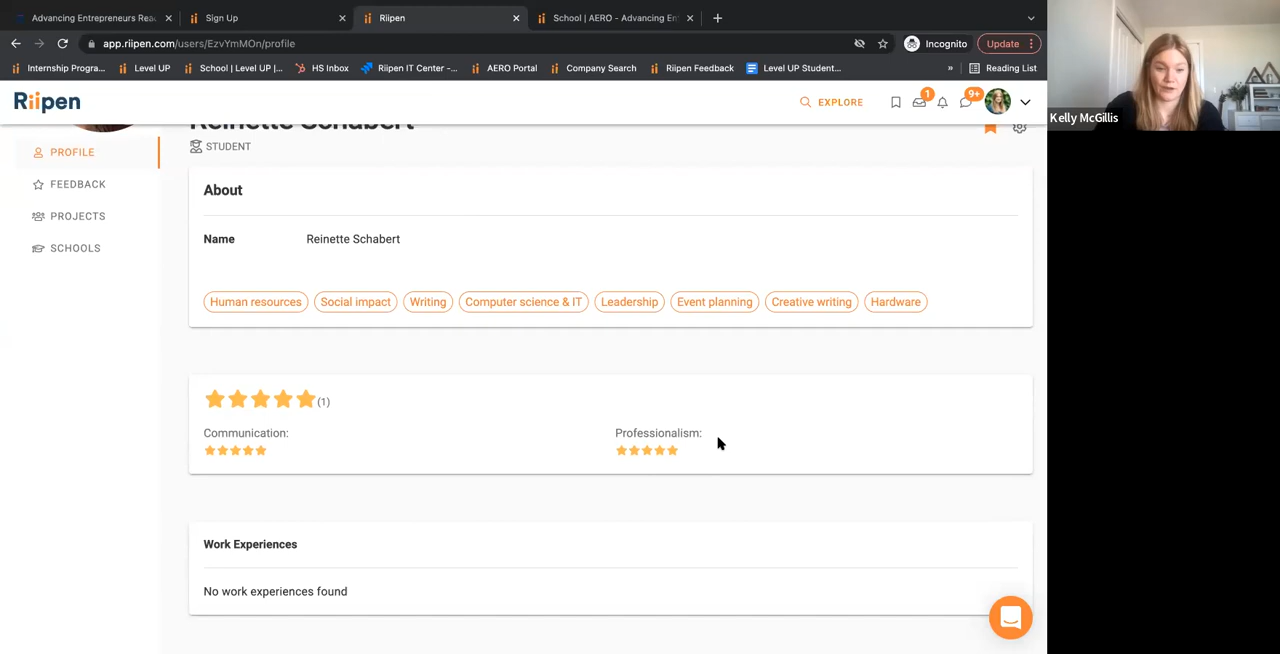 Advancing Entrepreneurs Rea
Sign Up
Riipen
School | AERO - Advancing En
app.riipen.com/users/EzvYmMOn/profile
Incognito
Update
Internship Progra...
Level UP
School | Level UP |...
HS Inbox
Riipen IT Center -...
AERO Portal
Company Search
Riipen Feedback
Level UP Student...
»
Reading List
Riipen
EXPLORE
1
9+
Kelly McGillis
Reinette Schabert
STUDENT
PROFILE
FEEDBACK
PROJECTS
SCHOOLS
About
Name Reinette Schabert
Human resources Social impact Writing Computer science & IT Leadership Event planning Creative writing Hardware
(1)
Communication: Professionalism:
Work Experiences
No work experiences found